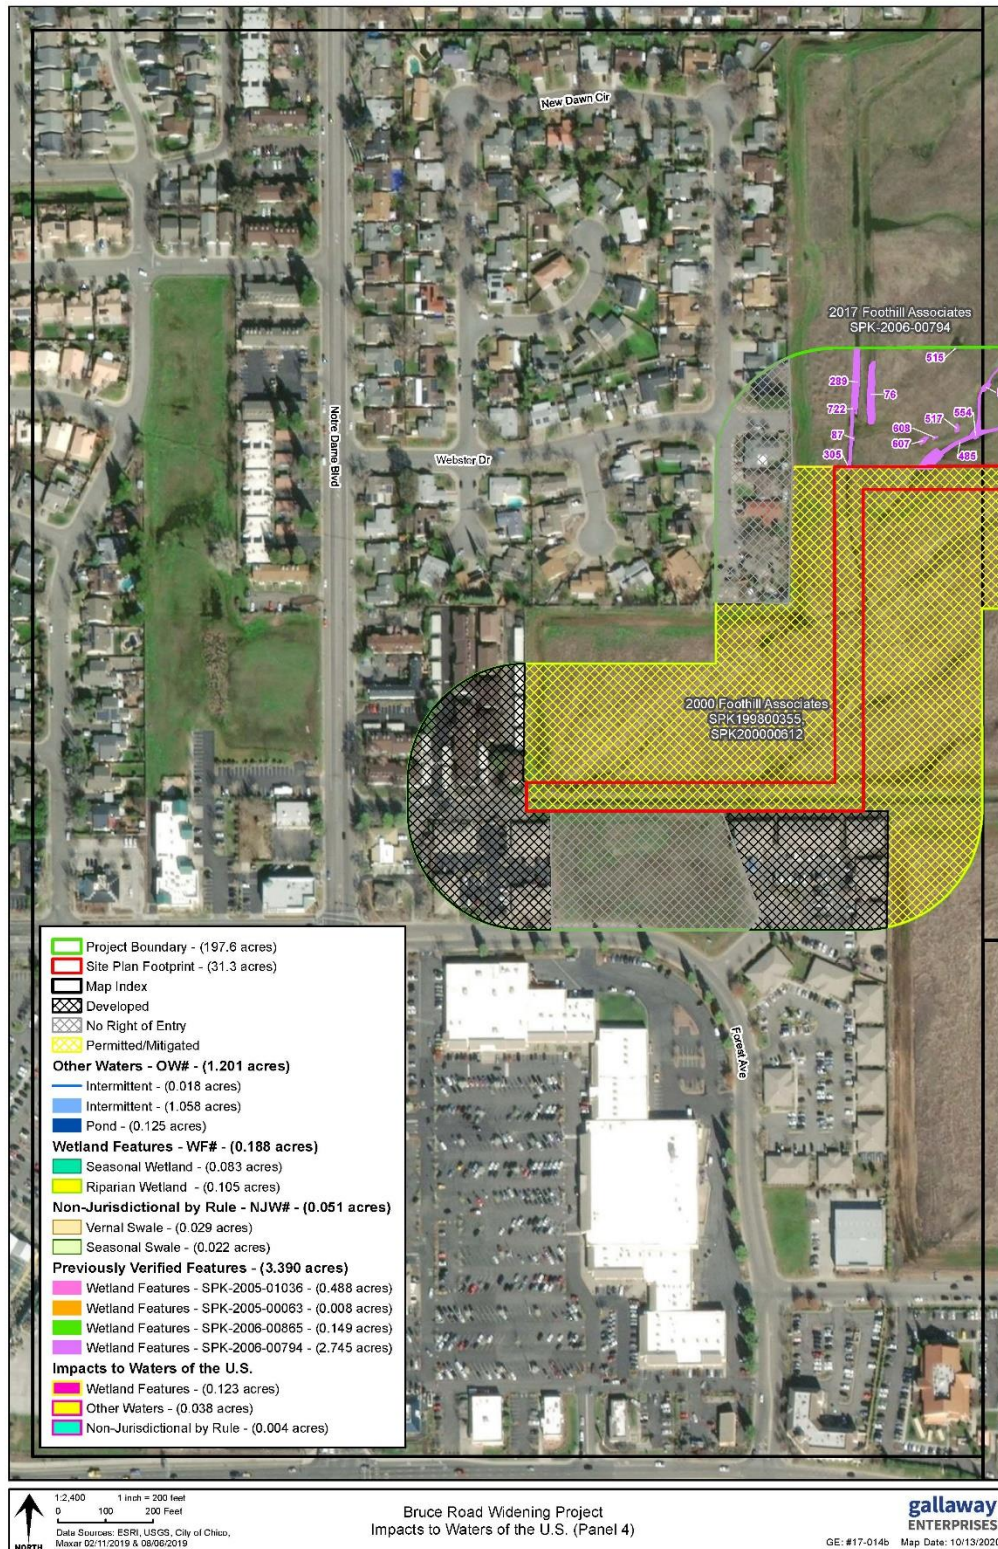 New Dawn Cir
2017 Foothill Associates
SPK-2006-00794
515
289
76
722
554
517
608
87
607
485
305
Notre Dame Blvd
Webster Dr
2000 Foothill Associates
SPK199800355,
SPK200000612
Forest Ave
Project Boundary - (197.6 acres)
Site Plan Footprint - (31.3 acres)
Map Index
Developed
No Right of Entry
Permitted/Mitigated
Other Waters - OW# - (1.201 acres)
Intermittent - (0.018 acres)
Intermittent - (1.058 acres)
Pond - (0.125 acres)
Wetland Features - WF# - (0.188 acres)
Seasonal Wetland - (0.083 acres)
Riparian Wetland - (0.105 acres)
Non-Jurisdictional by Rule - NJW# - (0.051 acres)
Vernal Swale - (0.029 acres)
Seasonal Swale - (0.022 acres)
Previously Verified Features - (3.390 acres)
Wetland Features - SPK-2005-01036 - (0.488 acres)
Wetland Features - SPK-2005-00063 - (0.008 acres)
Wetland Features - SPK-2006-00865 - (0.149 acres)
Wetland Features - SPK-2006-00794 - (2.745 acres)
Impacts to Waters of the U.S.
Wetland Features - (0.123 acres)
Other Waters - (0.038 acres)
Non-Jurisdictional by Rule - (0.004 acres)
NORTH
1:2,400 1 inch = 200 feet
0 100 200 Feet
Data Sources: ESRI, USGS, City of Chico,
Maxar 02/11/2019 & 08/06/2019
Bruce Road Widening Project
Impacts to Waters of the U.S. (Panel 4)
gallaway
ENTERPRISES
GE: #17-014b Map Date: 10/13/2020